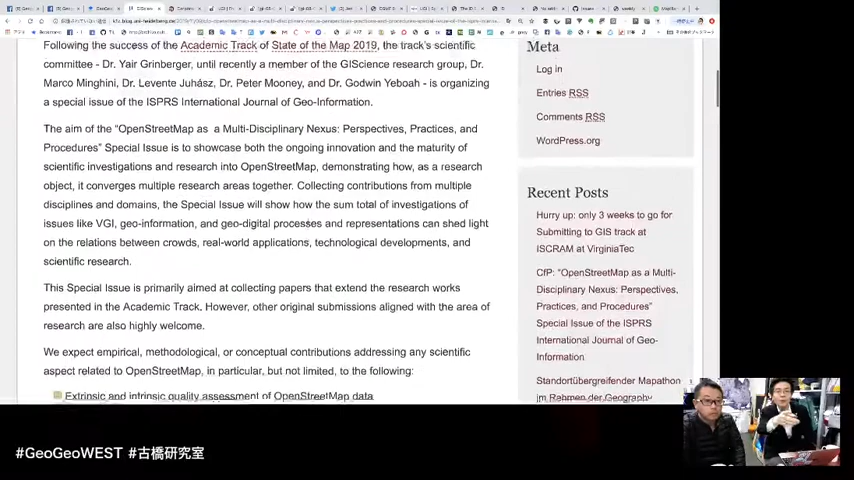 Following the success of the Academic Track of State of the Map 2019, the track's scientific
committee - Dr. Yair Grinberger, until recently a member of the GIScience research group, Dr.
Marco Minghini, Dr. Levente Juhász, Dr. Peter Mooney, and Dr. Godwin Yeboah - is organizing
a special issue of the ISPRS International Journal of Geo-Information.
The aim of the "OpenStreetMap as a Multi-Disciplinary Nexus: Perspectives, Practices, and
Procedures" Special Issue is to showcase both the ongoing innovation and the maturity of
scientific investigations and research into OpenStreetMap, demonstrating how, as a research
object, it converges multiple research areas together. Collecting contributions from multiple
disciplines and domains, the Special Issue will show how the sum total of investigations of
issues like VGI, geo-information, and geo-digital processes and representations can shed light
on the relations between crowds, real-world applications, technological developments, and
scientific research.
This Special Issue is primarily aimed at collecting papers that extend the research works
presented in the Academic Track. However, other original submissions aligned with the area of
research are also highly welcome.
We expect empirical, methodological, or conceptual contributions addressing any scientific
aspect related to OpenStreetMap, in particular, but not limited, to the following:
Extrinsic and intrinsic quality assessment of OpenStreetMap data
Meta
Log in
Entries RSS
Comments RSS
WordPress.org
Recent Posts
Hurry up: only 3 weeks to go for
Submitting to GIS track at
ISCRAM at VirginiaTec
CfP: "OpenStreetMap as a Multi-
Disciplinary Nexus: Perspectives,
Practices, and Procedures"
Special Issue of the ISPRS
International Journal of Geo-
Information
Standortübergreifender Mapathon
im Rahmen der Geography
#GeoGeoWEST #古橋研究室